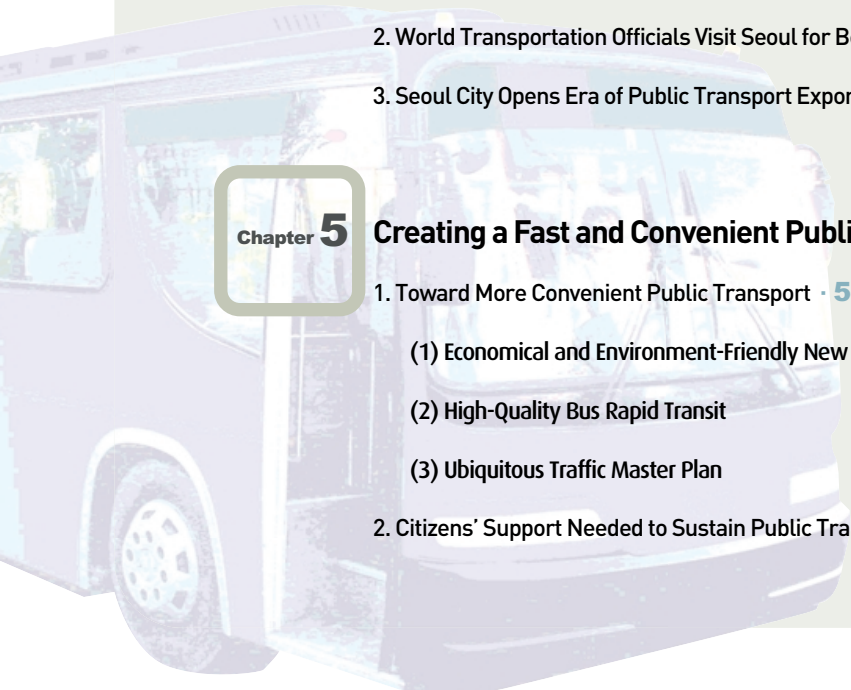 2. World Transportation Officials Visit Seoul for B
3. Seoul City Opens Era of Public Transport Expor
Chapter 5 Creating a Fast and Convenient Publi
1. Toward More Convenient Public Transport · 5
(1) Economical and Environment-Friendly New
(2) High-Quality Bus Rapid Transit
(3) Ubiquitous Traffic Master Plan
2. Citizens' Support Needed to Sustain Public Tra